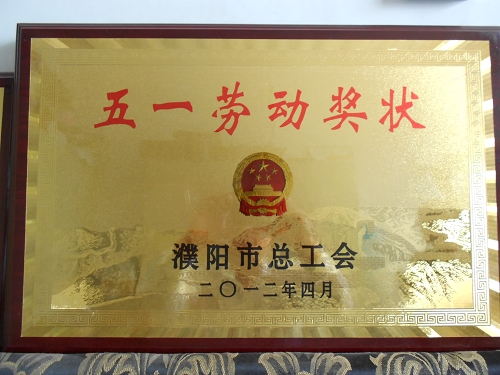 五一劳动奖状
濮阳市总工会
二〇一二年四月